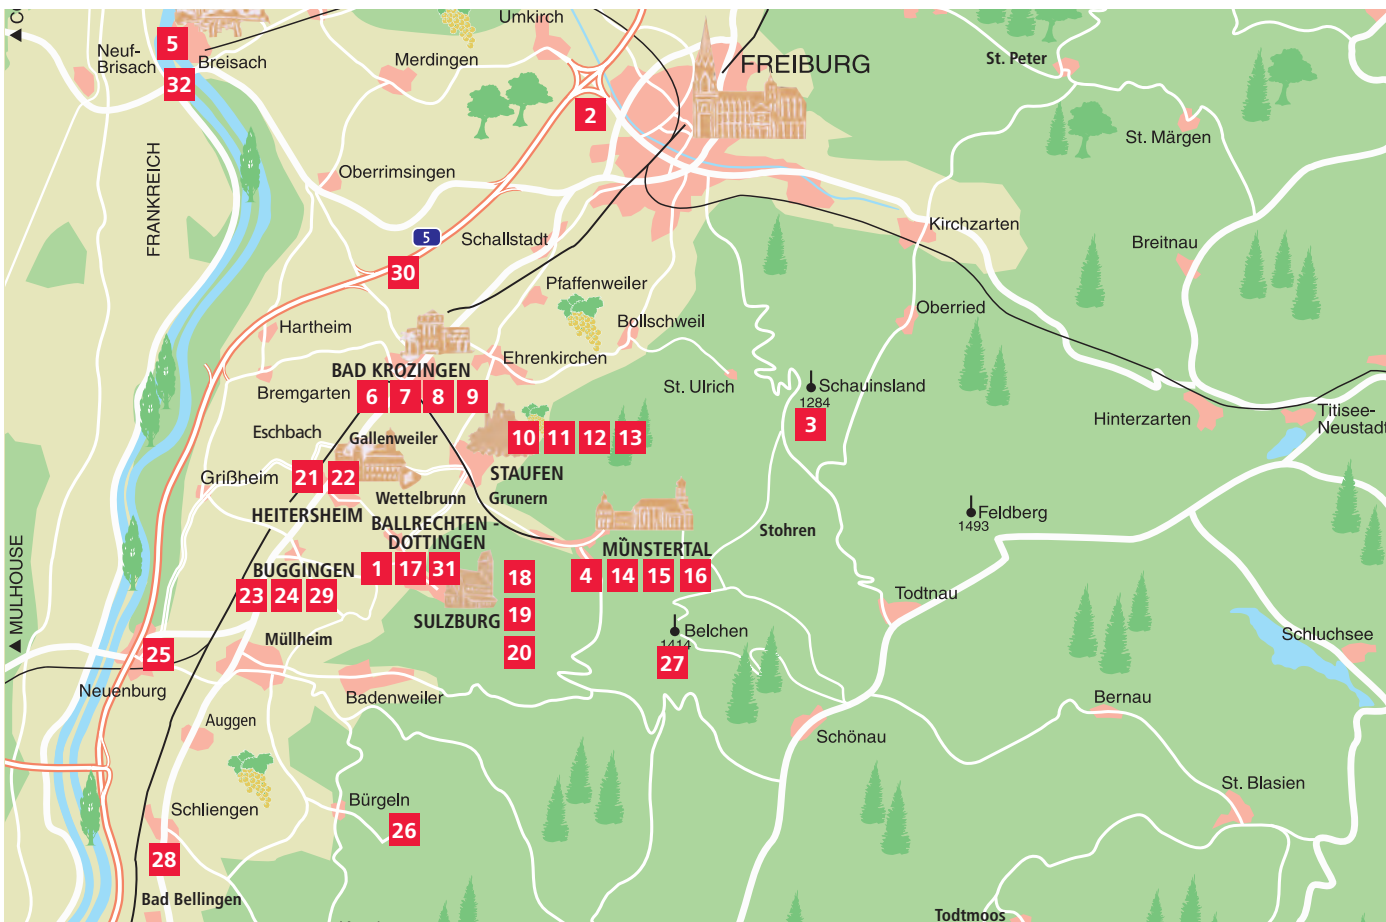 ◄ CO
5
Neuf-
Brisach
Breisach
32
Umkirch
Merdingen
2
FREIBURG
St. Peter
St. Märgen
FRANKREICH
Oberrimsingen
5
Schallstadt
30
Kirchzarten
Breitnau
Pfaffenweiler
Hartheim
Bollschweil
Oberried
Ehrenkirchen
BAD KROZINGEN
Bremgarten
6
7
8
9
St. Ulrich
Schauinsland
1284
3
Hinterzarten
Titisee-
Neustadt
Eschbach
Gallenweiler
10
11
12
13
STAUFEN
Grißheim
21
22
Wettelbrunn
Grunern
HEITERSHEIM
BALLRECHTEN -
DOTTINGEN
Feldberg
1493
Stohren
MÜNSTERTAL
4
14
15
16
◄ MULHOUSE
BUGGINGEN
23
24
29
1
17
31
18
19
20
SULZBURG
Todtnau
Belchen
1414
27
Schluchsee
Müllheim
25
Neuenburg
Badenweiler
Bernau
Auggen
Schönau
Schliengen
Bürgeln
26
St. Blasien
28
Bad Bellingen
Todtmoos